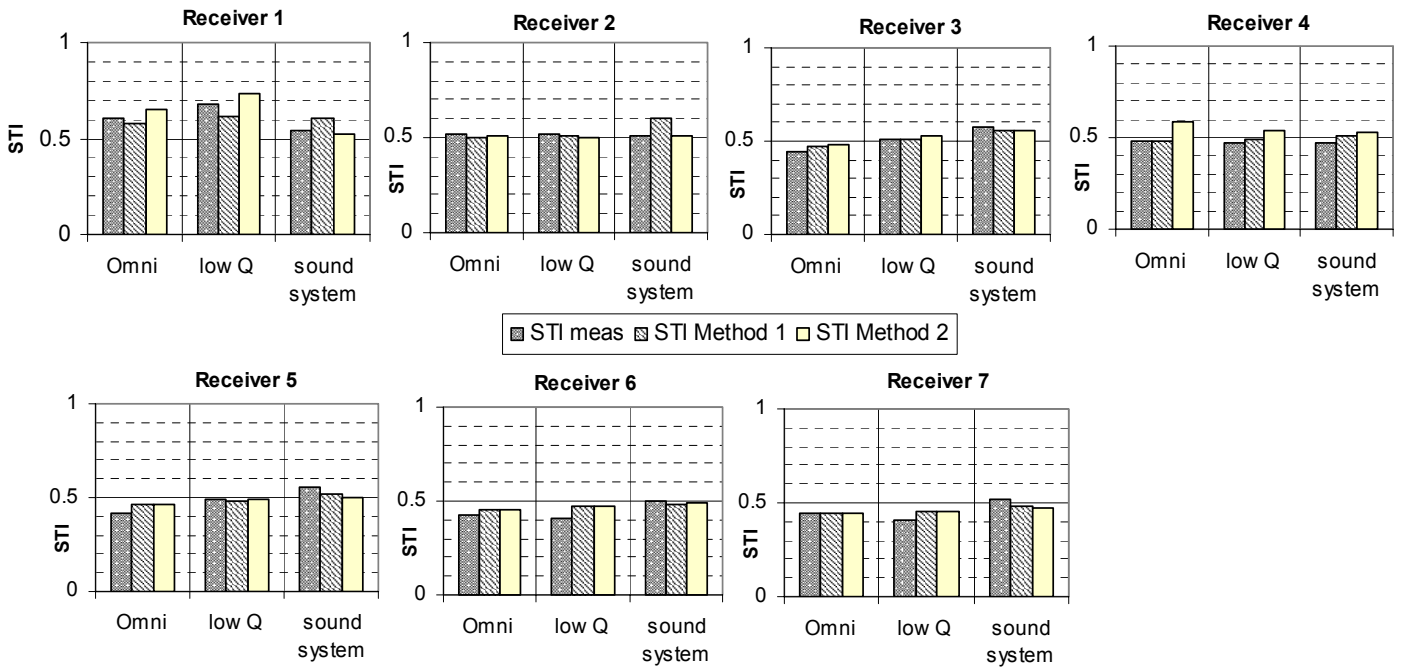 Receiver 1
1
0.5
0
STI
Omni
low Q
sound
system
Receiver 2
1
0.5
0
STI
Omni
low Q
sound
system
Receiver 3
1
0.5
0
STI
Omni
low Q
sound
system
Receiver 4
1
0.5
0
STI
Omni
low Q
sound
system
STI meas STI Method 1 STI Method 2
Receiver 5
1
0.5
0
STI
Omni
low Q
sound
system
Receiver 6
1
0.5
0
STI
Omni
low Q
sound
system
Receiver 7
1
0.5
0
STI
Omni
low Q
sound
system